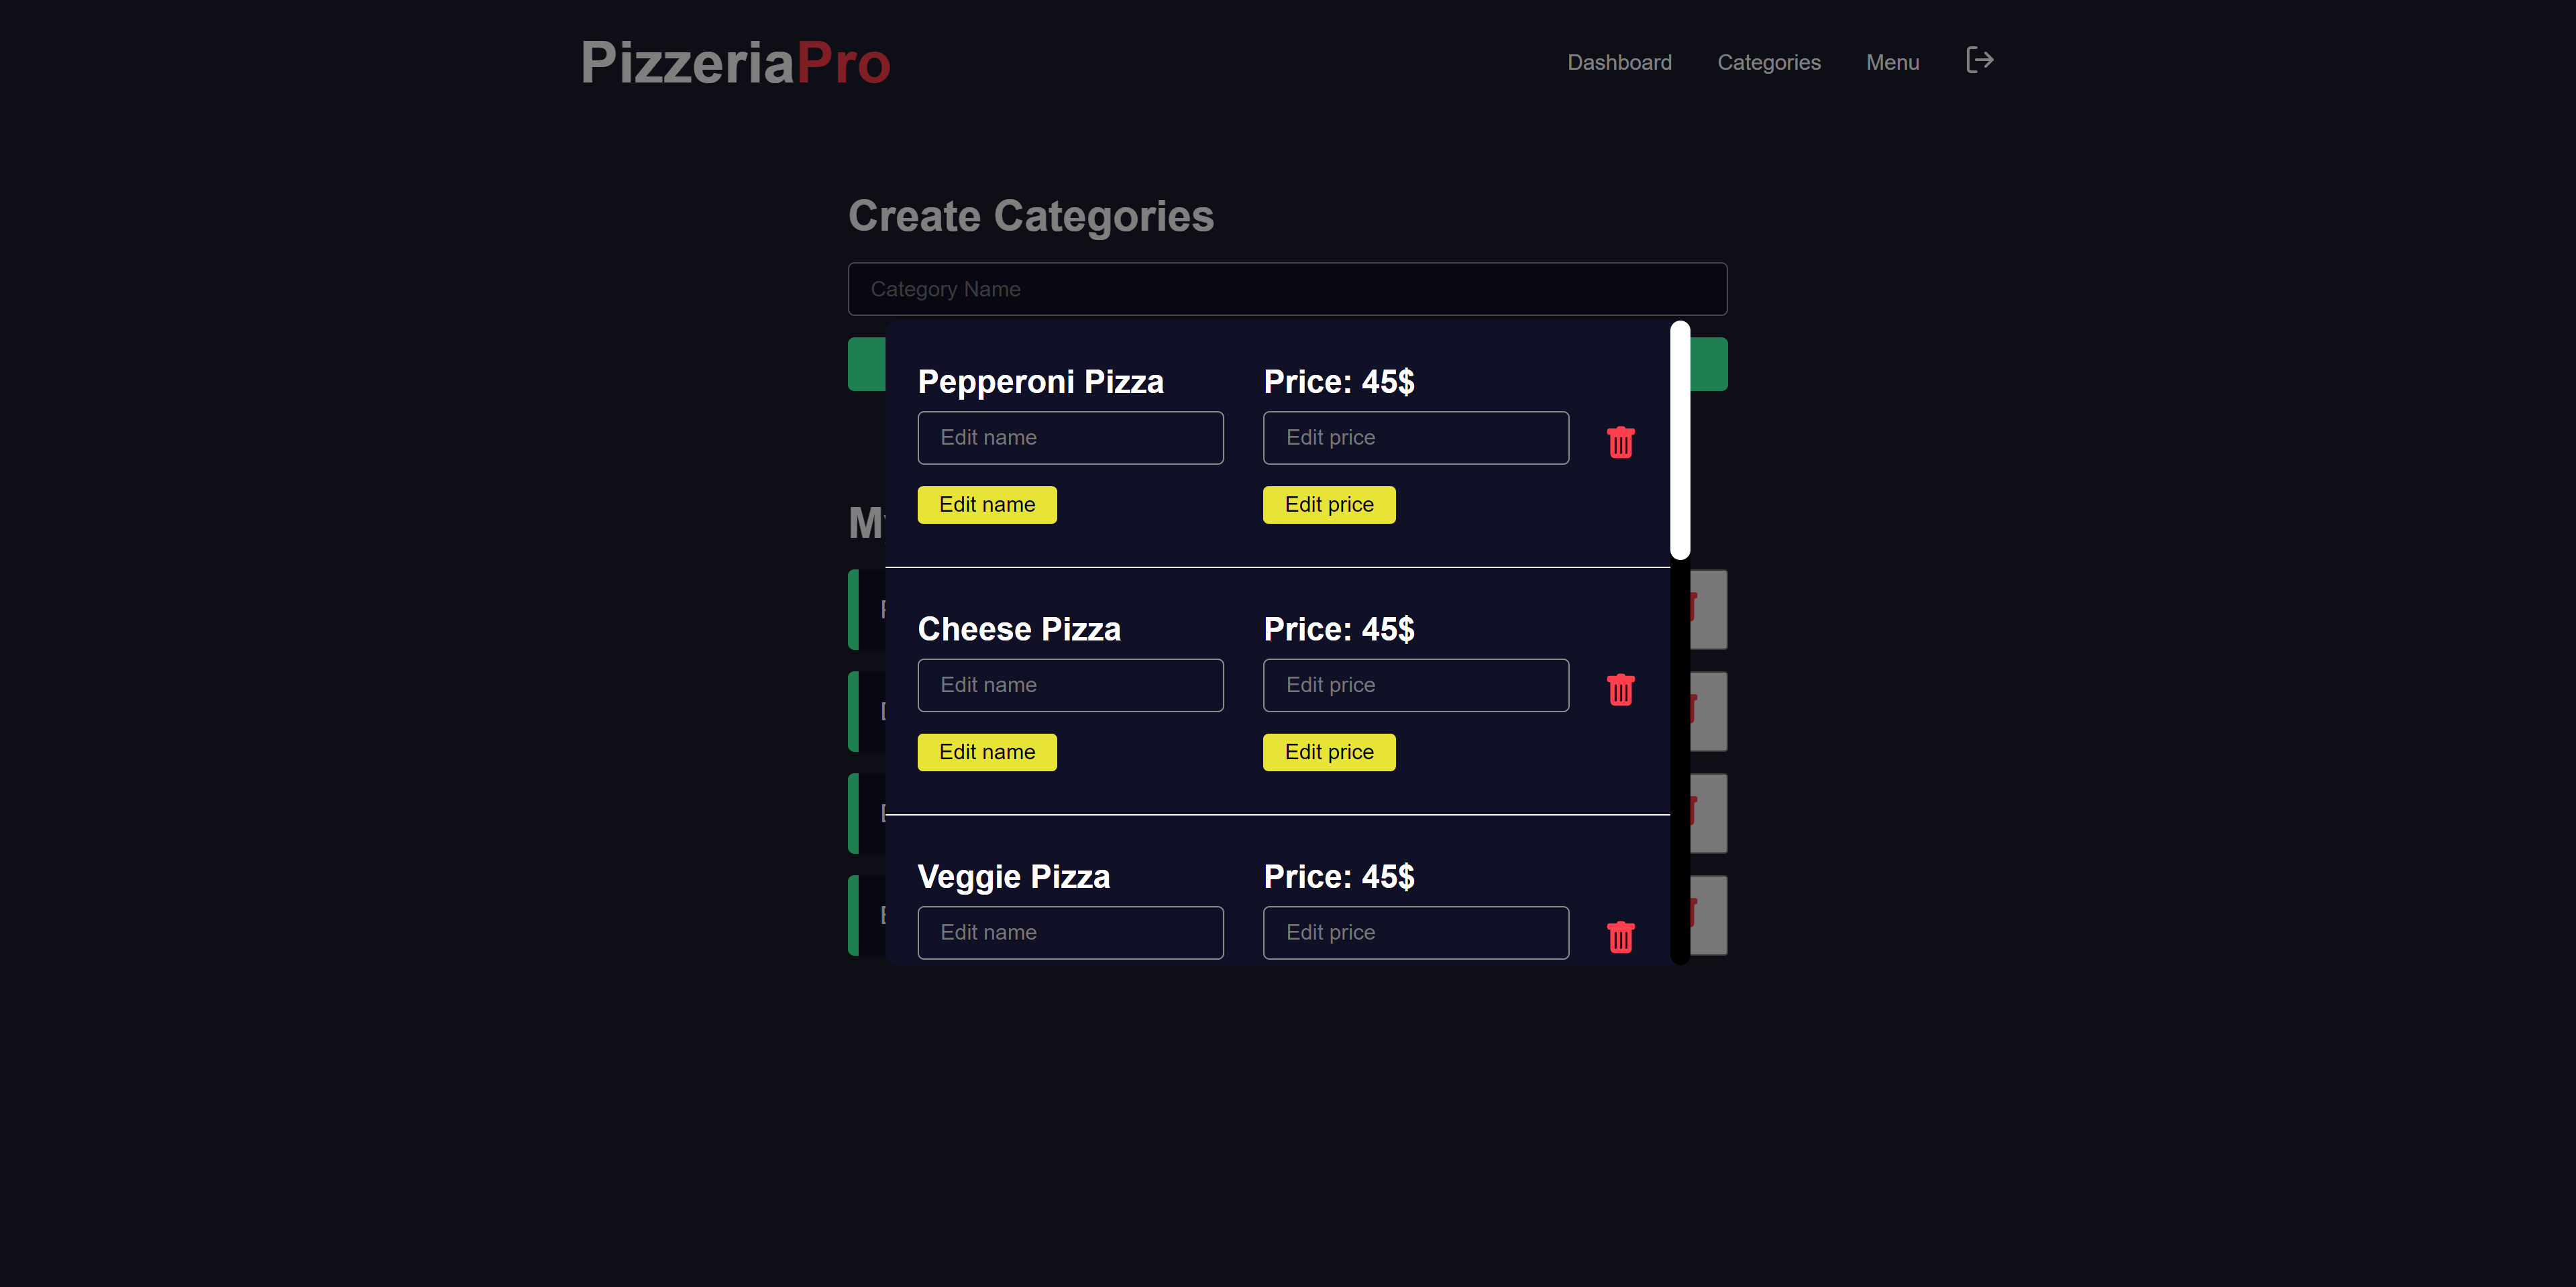 PizzeriaPro
Dashboard Categories Menu
Create Categories
Category Name
Pepperoni Pizza Price: 45$
Edit name Edit price
Edit name Edit price
Cheese Pizza Price: 45$
Edit name Edit price
Edit name Edit price
Veggie Pizza Price: 45$
Edit name Edit price